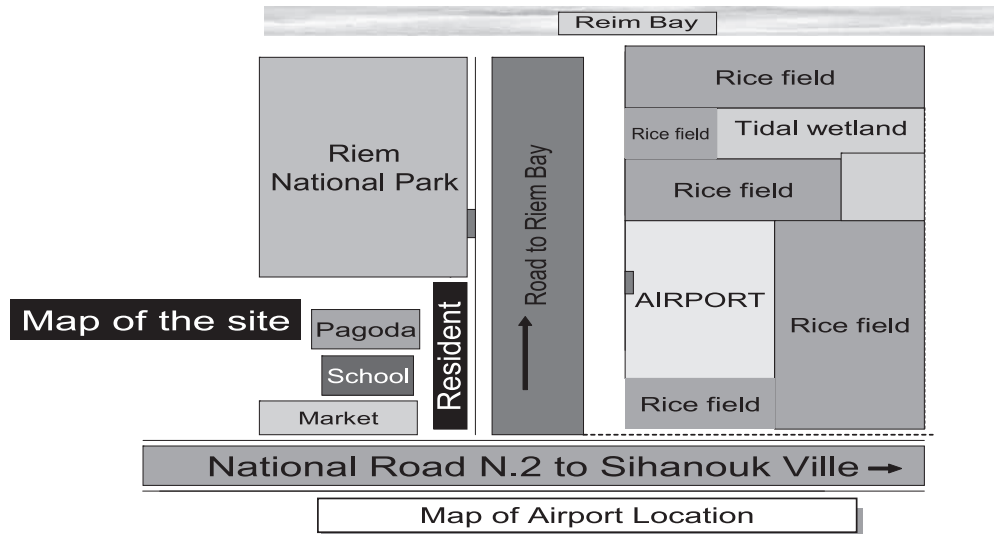 Reim Bay
Rice field
Rice field
Tidal wetland
Riem
National Park
Road to Riem Bay
Rice field
AIRPORT
Map of the site
Resident
Pagoda
Rice field
School
Rice field
Market
National Road N.2 to Sihanouk Ville
Map of Airport Location